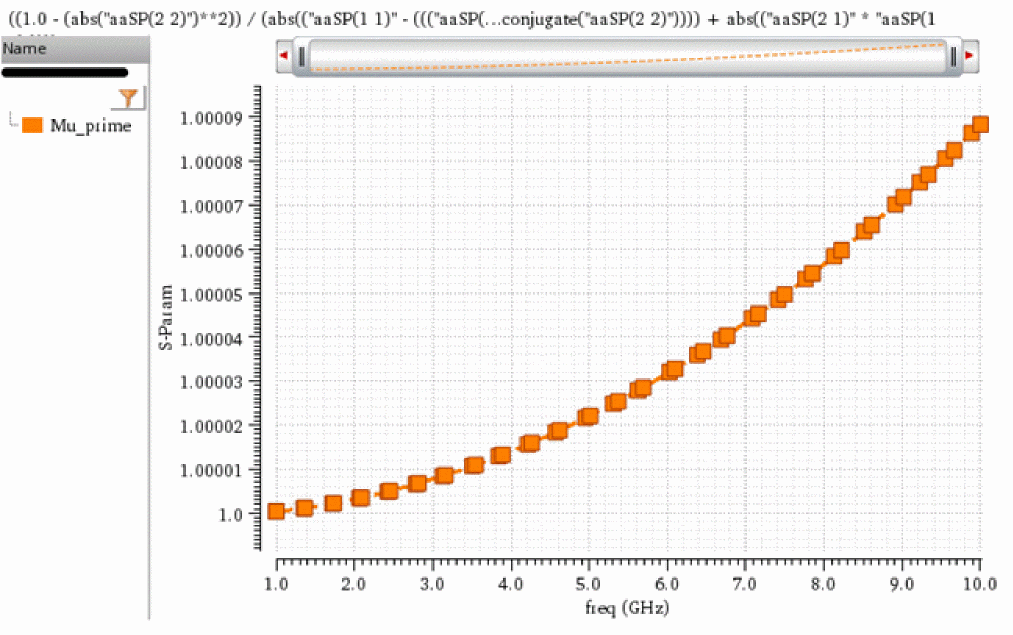 ((1.0 - (abs("aaSP(2 2)")**2)) / (abs(("aaSP(1 1)" - ((("aaSP(...conjugate("aaSP(2 2)")))) + abs(("aaSP(2 1)" * "aaSP(1
Name
Mu_prime
1.00009
1.00008
1.00007
1.00006
1.00005
1.00004
1.00003
1.00002
1.00001
1.0
S-Param
1.0 2.0 3.0 4.0 5.0 6.0 7.0 8.0 9.0 10.0
freq (GHz)